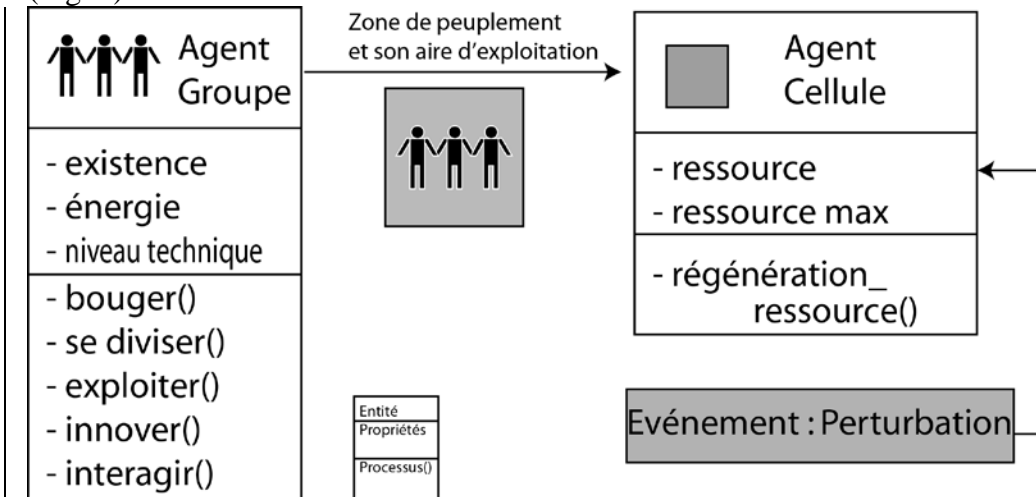 Agent
Groupe
- existence
- énergie
- niveau technique
- bouger()
- se diviser()
- exploiter()
- innover()
- interagir()
Zone de peuplement
et son aire d'exploitation
Entité
Propriétés
Processus()
Agent
Cellule
- ressource
- ressource max
- régénération_
ressource()
Evénement : Perturbation